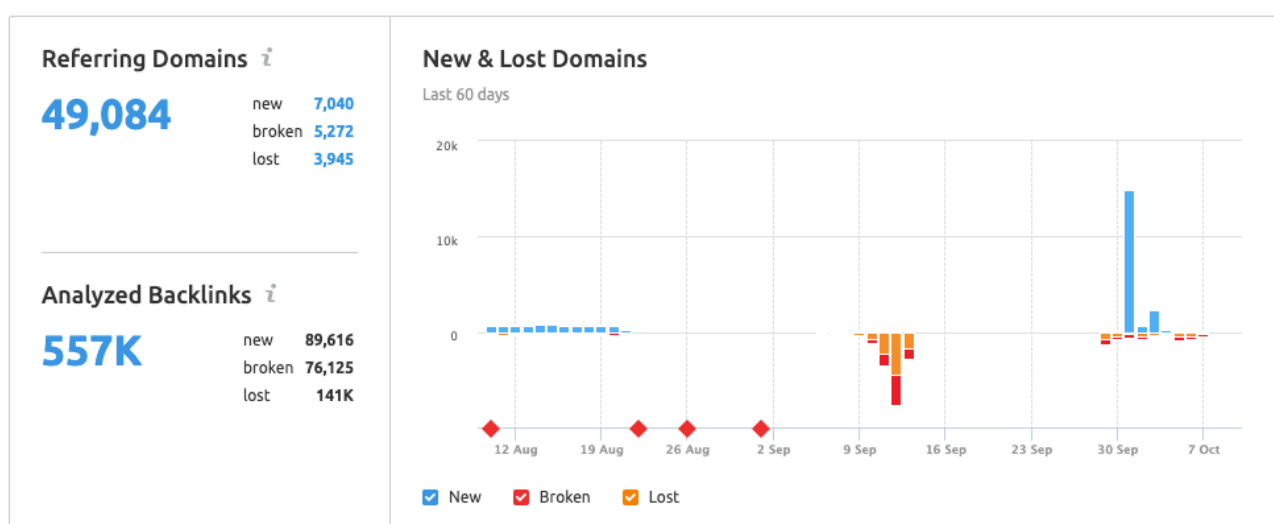 Referring Domains
49,084
new 7,040
broken 5,272
lost 3,945
Analyzed Backlinks
557K
new 89,616
broken 76,125
lost 141K
New & Lost Domains
Last 60 days
20k
10k
0
12 Aug 19 Aug 26 Aug 2 Sep 9 Sep 16 Sep 23 Sep 30 Sep 7 Oct
New Broken Lost